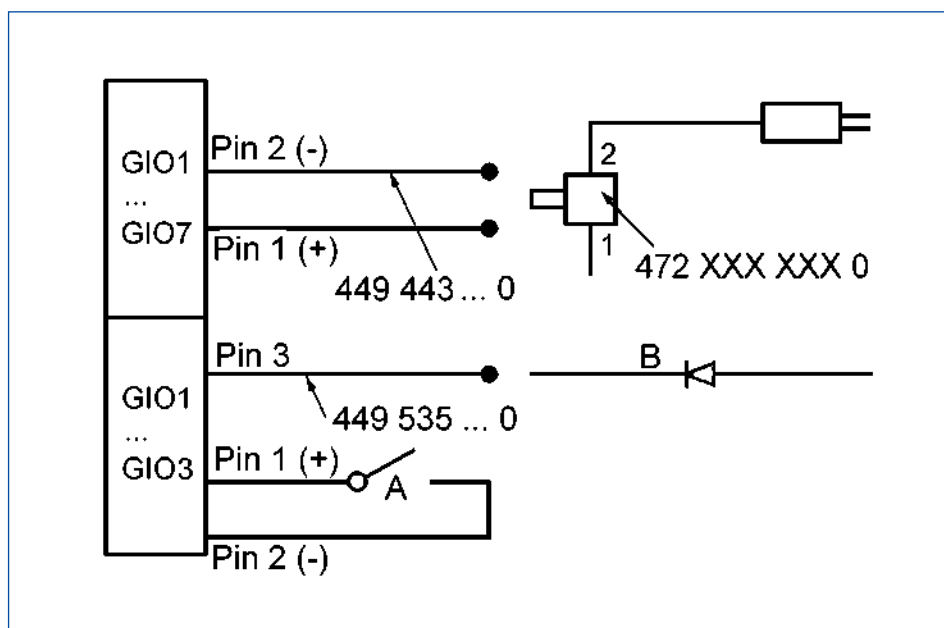 GIO1
...
GIO7
Pin 2 (-)
Pin 1 (+)
449 443 ... 0
2
1
472 XXX XXX 0
GIO1
...
GIO3
Pin 3
449 535 ... 0
Pin 1 (+)
A
Pin 2 (-)
B